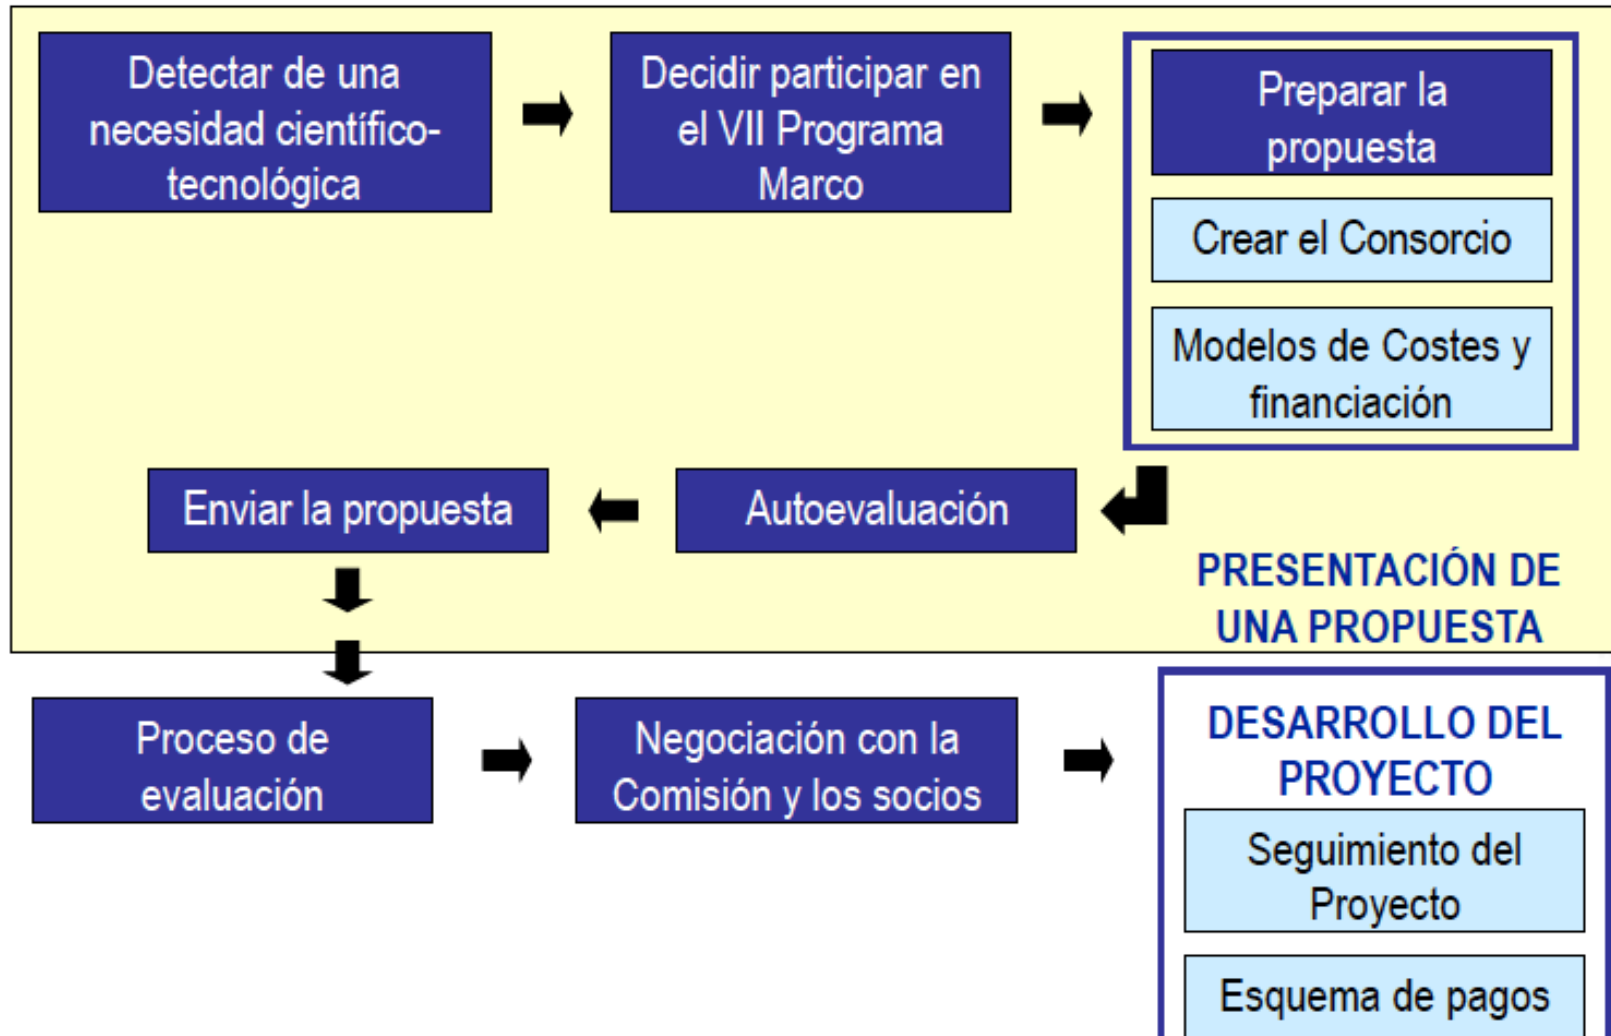 Detectar de una
necesidad científico-
tecnológica
Decidir participar en
el VII Programa
Marco
Preparar la
propuesta
Crear el Consorcio
Modelos de Costes y
financiación
Enviar la propuesta
Autoevaluación
PRESENTACIÓN DE
UNA PROPUESTA
Proceso de
evaluación
Negociación con la
Comisión y los socios
DESARROLLO DEL
PROYECTO
Seguimiento del
Proyecto
Esquema de pagos